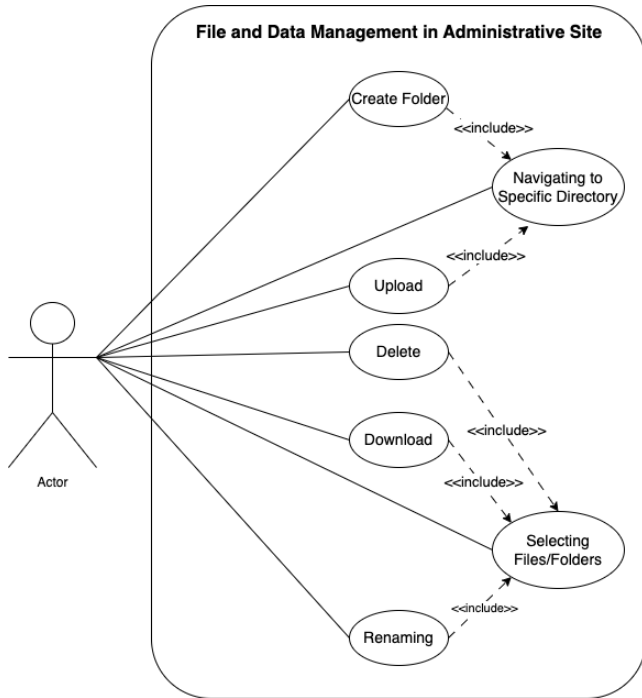 File and Data Management in Administrative Site
Create Folder
<<include>>
Navigating to
Specific Directory
<<include>>
Upload
Delete
Download
<<include>>
<<include>>
Actor
Selecting
Files/Folders
<<include>>
Renaming